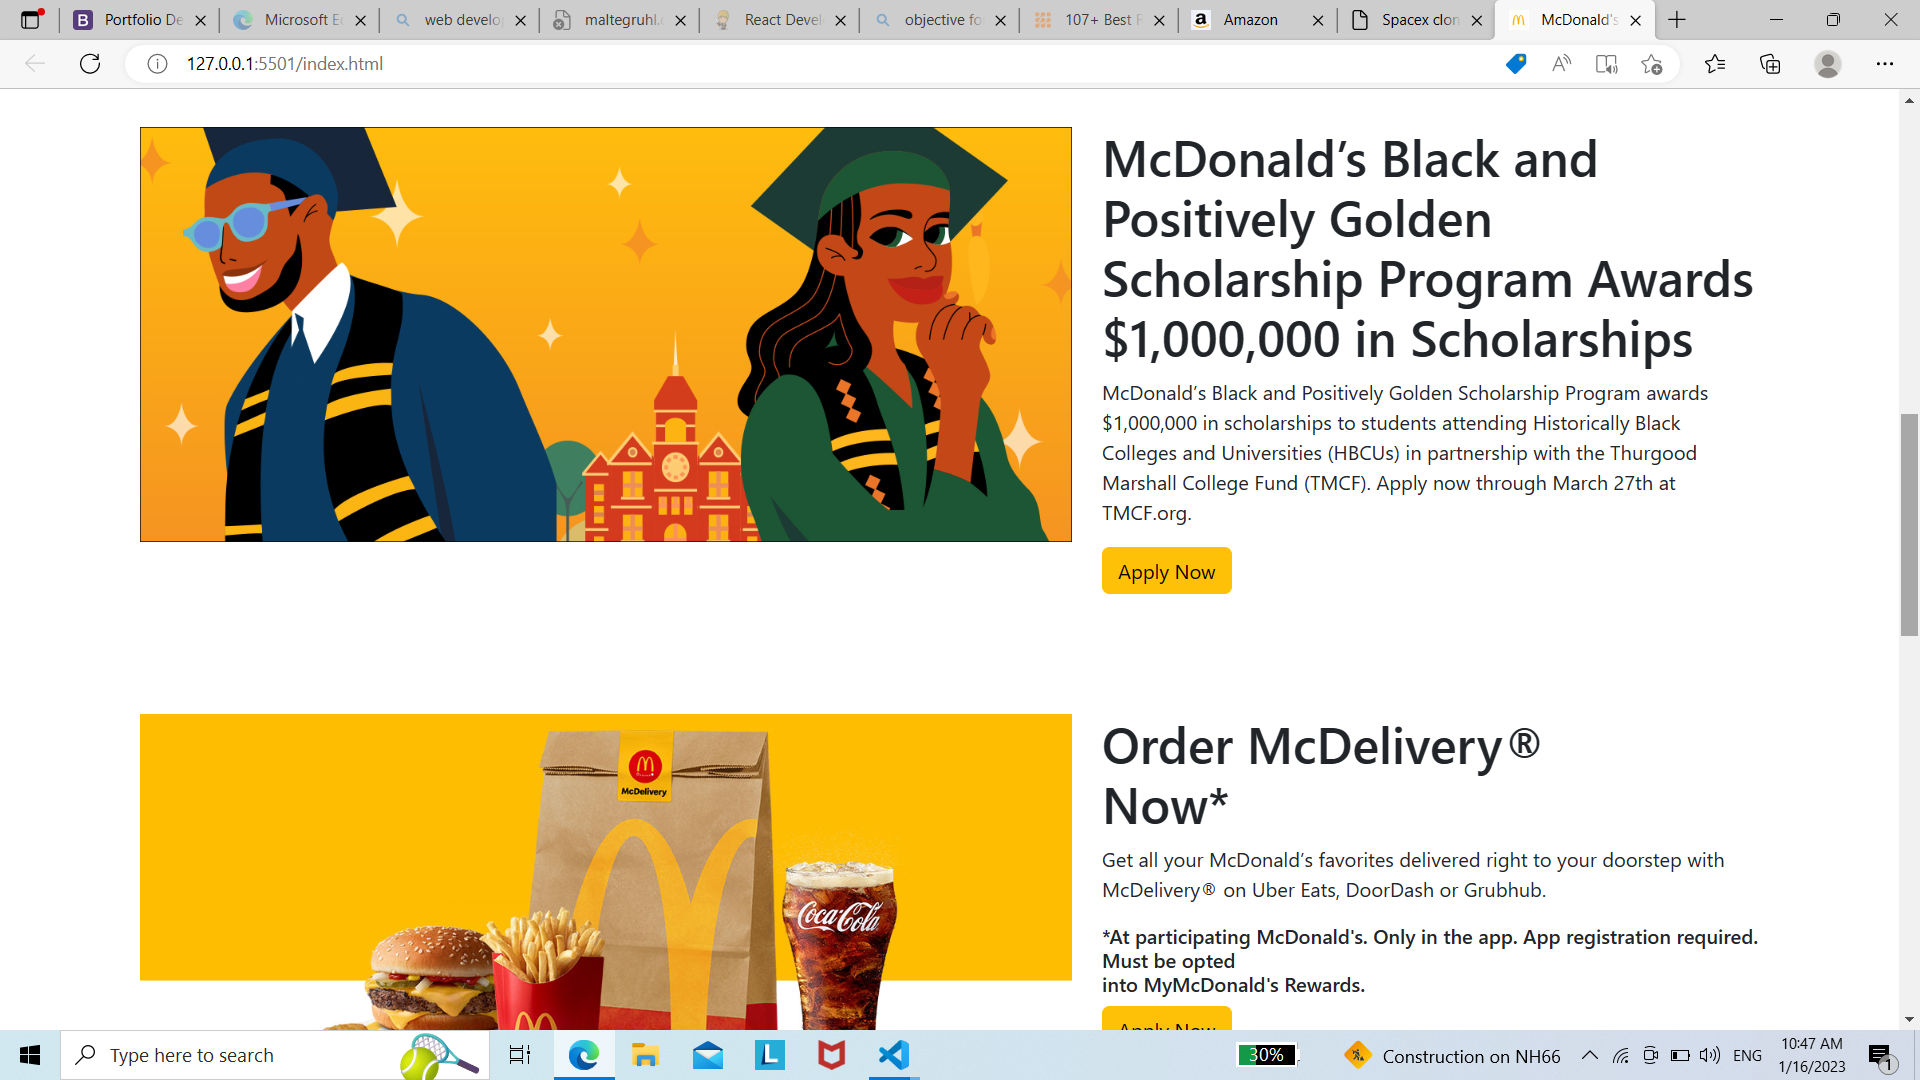 Portfolio De
Microsoft E
web develop
maltegruhl.
React Devel
objective fo
107+ Best
Amazon
Spacex clon
McDonald's
127.0.0.1:5501/index.html
McDonald’s Black and
Positively Golden
Scholarship Program Awards
$1,000,000 in Scholarships
McDonald’s Black and Positively Golden Scholarship Program awards
$1,000,000 in scholarships to students attending Historically Black
Colleges and Universities (HBCUs) in partnership with the Thurgood
Marshall College Fund (TMCF). Apply now through March 27th at
TMCF.org.
Apply Now
McDelivery
Coca-Cola
Order McDelivery®
Now*
Get all your McDonald’s favorites delivered right to your doorstep with
McDelivery® on Uber Eats, DoorDash or Grubhub.
*At participating McDonald's. Only in the app. App registration required.
Must be opted
into MyMcDonald's Rewards.
Apply Now
Type here to search
30%
Construction on NH66
ENG
10:47 AM
1/16/2023
1